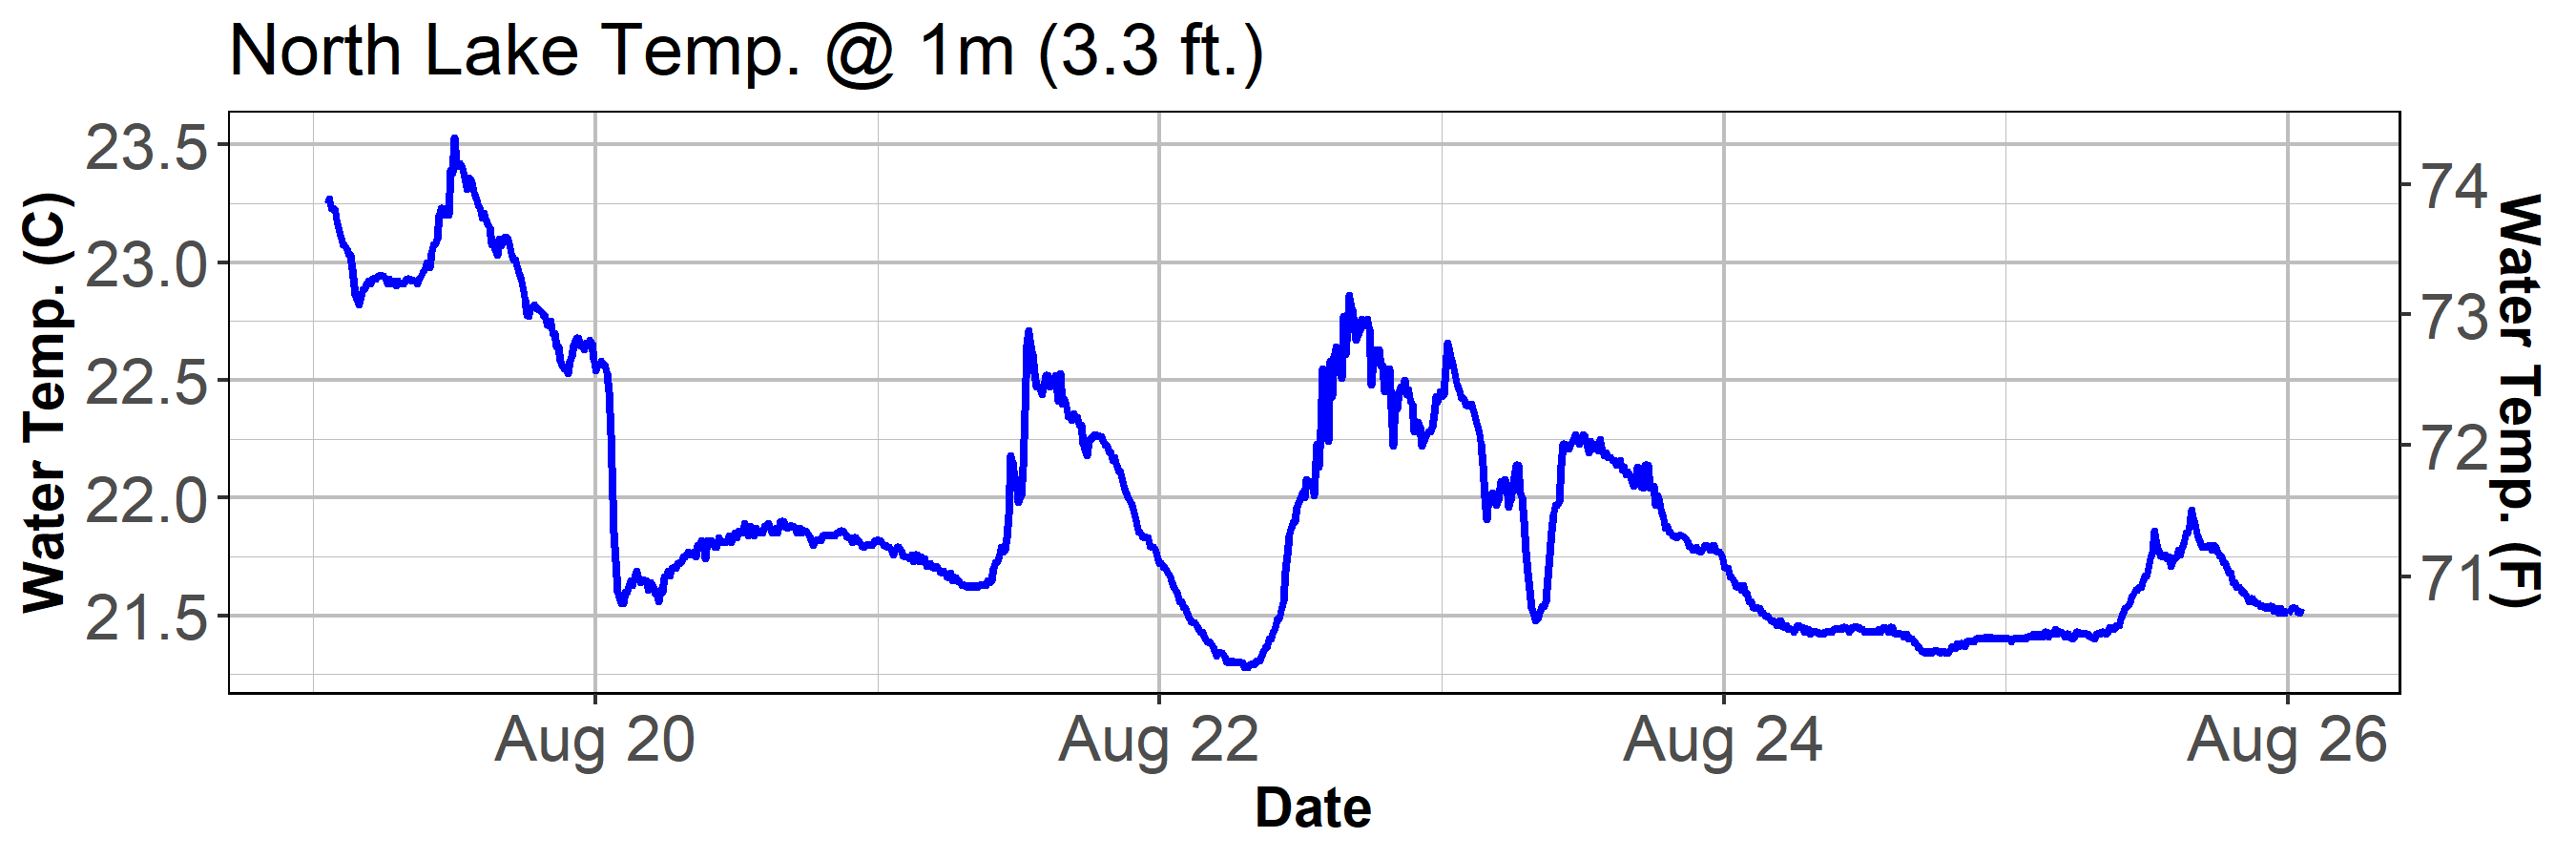 North Lake Temp. @ 1m (3.3 ft.)
Water Temp. (C)
23.5
23.0
22.5
22.0
21.5
74
73
72
71
Water Temp. (F)
Aug 20 Aug 22 Aug 24 Aug 26
Date